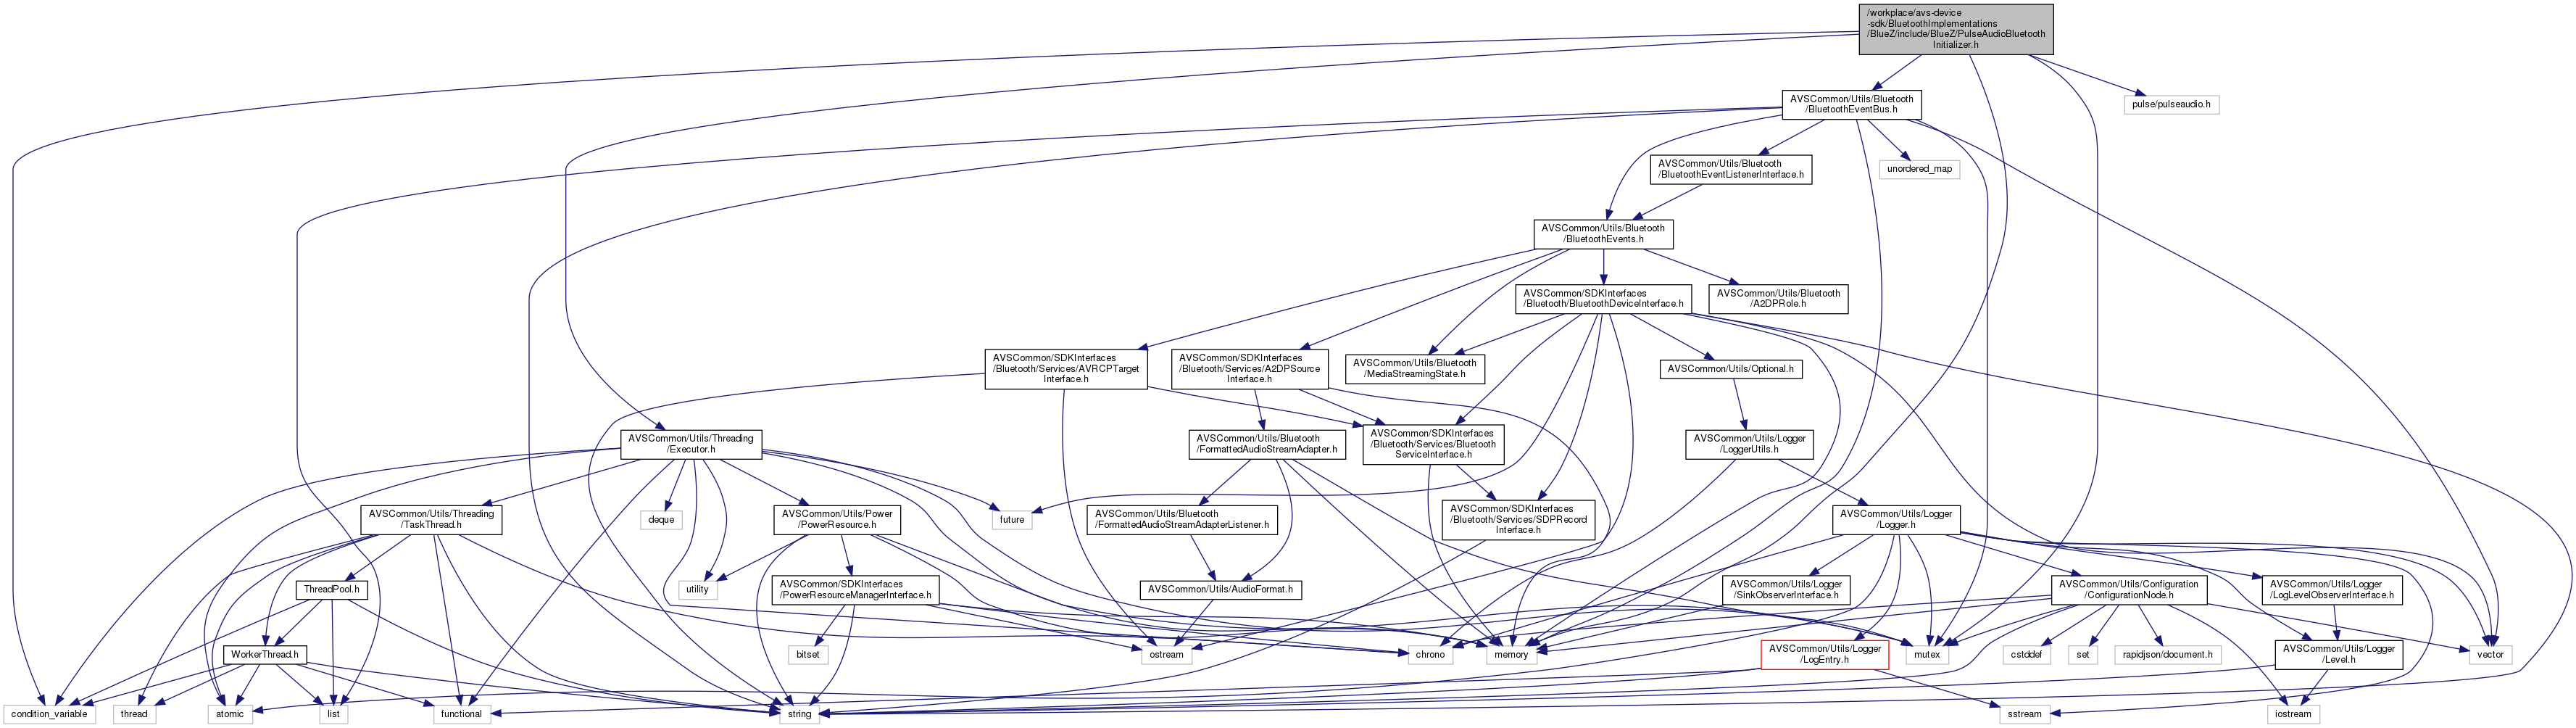 /workplace/avs-device
-sdk/BluetoothImplementations
/BlueZ/include/BlueZ/PulseAudioBluetooth
Initializer.h
AVSCommon/Utils/Bluetooth
/BluetoothEventBus.h
pulse/pulseaudio.h
AVSCommon/Utils/Bluetooth
/BluetoothEventListenerInterface.h
unordered_map
AVSCommon/Utils/Bluetooth
/BluetoothEvents.h
AVSCommon/SDKInterfaces
/Bluetooth/BluetoothDeviceInterface.h
AVSCommon/Utils/Bluetooth
/A2DPRole.h
AVSCommon/SDKInterfaces
/Bluetooth/Services/AVRCPTarget
Interface.h
AVSCommon/SDKInterfaces
/Bluetooth/Services/A2DPSource
Interface.h
AVSCommon/Utils/Bluetooth
/MediaStreamingState.h
AVSCommon/Utils/Optional.h
AVSCommon/Utils/Threading
/Executor.h
AVSCommon/Utils/Bluetooth
/FormattedAudioStreamAdapter.h
AVSCommon/SDKInterfaces
/Bluetooth/Services/Bluetooth
ServiceInterface.h
AVSCommon/Utils/Logger
/LoggerUtils.h
AVSCommon/Utils/Threading
/TaskThread.h
deque
AVSCommon/Utils/Power
/PowerResource.h
future
AVSCommon/Utils/Bluetooth
/FormattedAudioStreamAdapterListener.h
AVSCommon/SDKInterfaces
/Bluetooth/Services/SDPRecord
Interface.h
AVSCommon/Utils/Logger
/Logger.h
ThreadPool.h
utility
AVSCommon/SDKInterfaces
/PowerResourceManagerInterface.h
AVSCommon/Utils/AudioFormat.h
AVSCommon/Utils/Logger
/SinkObserverInterface.h
AVSCommon/Utils/Configuration
/ConfigurationNode.h
AVSCommon/Utils/Logger
/LogLevelObserverInterface.h
WorkerThread.h
bitset
ostream
chrono
memory
AVSCommon/Utils/Logger
/LogEntry.h
mutex
cstddef
set
rapidjson/document.h
AVSCommon/Utils/Logger
/Level.h
vector
condition_variable
thread
atomic
list
functional
string
sstream
iostream